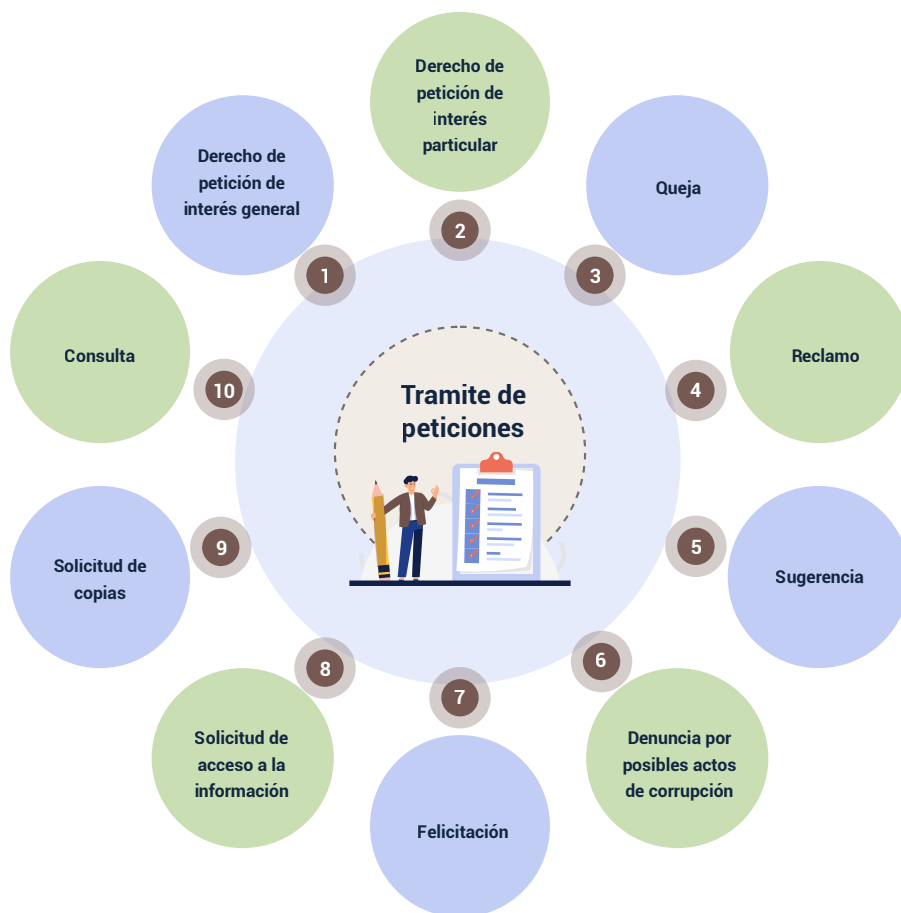 Tramite de
peticiones
1
Derecho de
petición de
interés general
2
Derecho de
petición de
interés
particular
3
Queja
4
Reclamo
5
Sugerencia
6
Denuncia por
posibles actos
de corrupción
7
Felicitación
8
Solicitud de
acceso a la
información
9
Solicitud de
copias
10
Consulta